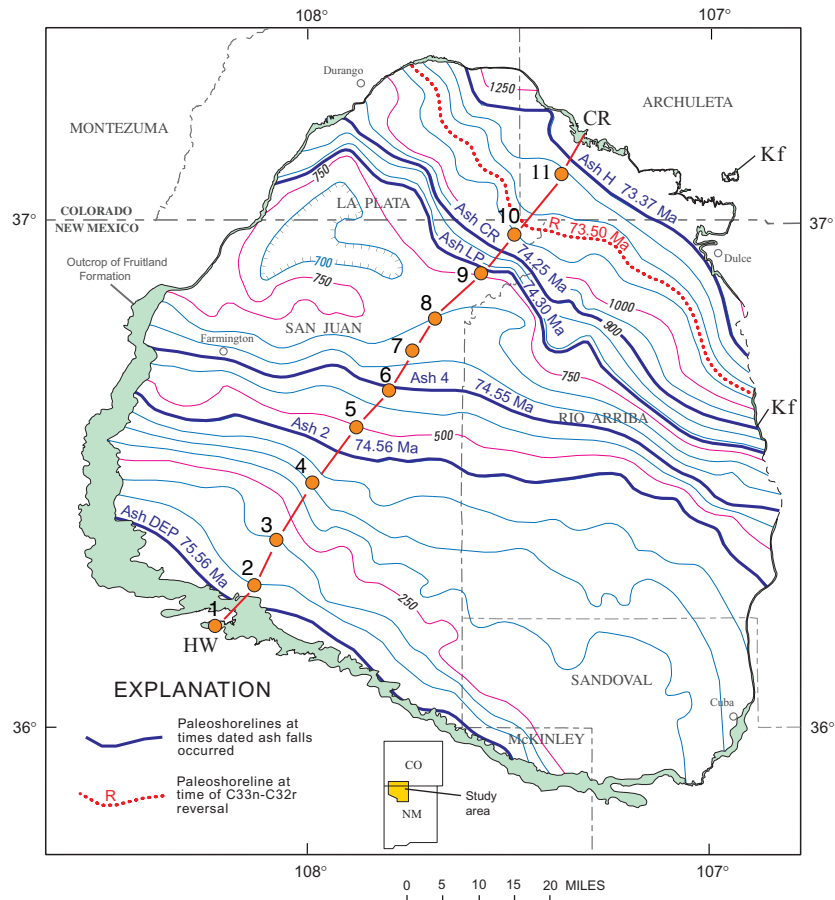 108°
107°
Durango
1250
ARCHULETA
CR
MONTEZUMA
Kf
11
Ash H 73.37 Ma
750
LA PLATA
10
37°
COLORADO
NEW MEXICO
Ash CR
R 73.50 Ma
37°
Ash LP
74.25 Ma
Dulce
700
Outcrop of Fruitland
Formation
9
74.30 Ma
750
1000
8
SAN JUAN
900
Farmington
7
750
6
Ash 4
74.55 Ma
Kf
5
RIO ARRIBA
Ash 2
74.56 Ma
500
4
Ash DEP 75.56 Ma
3
2
250
1
HW
SANDOVAL
EXPLANATION
Cuba
Paleoshorelines at
times dated ash falls
occurred
36°
36°
McKINLEY
R
Paleoshoreline at
time of C33n-C32r
reversal
CO
NM
Study
area
108°
107°
0 5 10 15 20 MILES